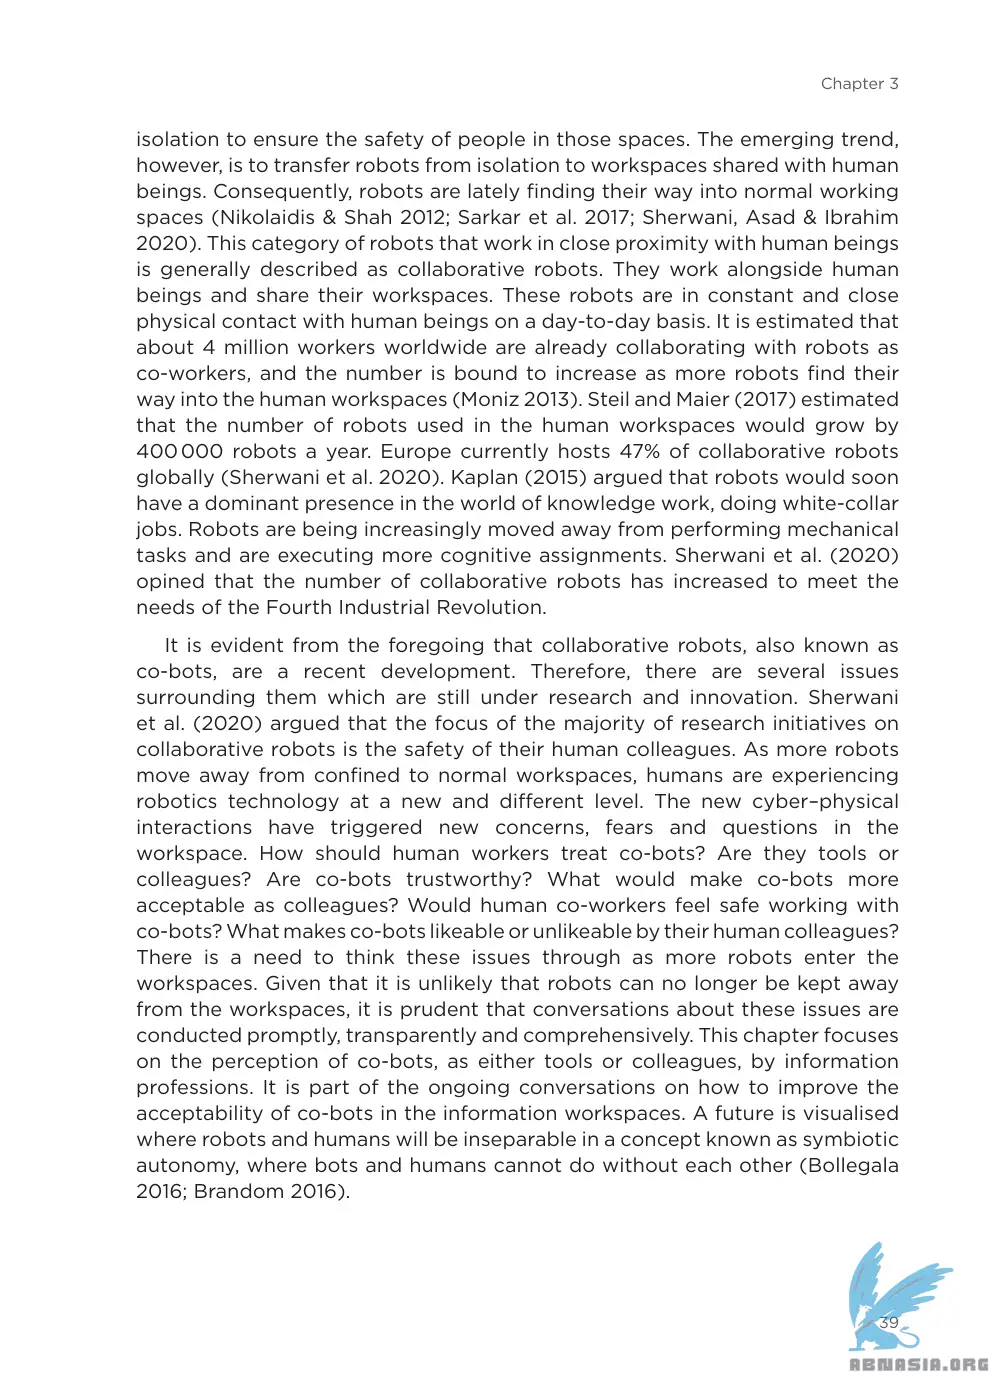 Chapter 3
isolation to ensure the safety of people in those spaces. The emerging trend,
however, is to transfer robots from isolation to workspaces shared with human
beings. Consequently, robots are lately finding their way into normal working
spaces (Nikolaidis & Shah 2012; Sarkar et al. 2017; Sherwani, Asad & Ibrahim
2020). This category of robots that work in close proximity with human beings
is generally described as collaborative robots. They work alongside human
beings and share their workspaces. These robots are in constant and close
physical contact with human beings on a day-to-day basis. It is estimated that
about 4 million workers worldwide are already collaborating with robots as
co-workers, and the number is bound to increase as more robots find their
way into the human workspaces (Moniz 2013). Steil and Maier (2017) estimated
that the number of robots used in the human workspaces would grow by
400 000 robots a year. Europe currently hosts 47% of collaborative robots
globally (Sherwani et al. 2020). Kaplan (2015) argued that robots would soon
have a dominant presence in the world of knowledge work, doing white-collar
jobs. Robots are being increasingly moved away from performing mechanical
tasks and are executing more cognitive assignments. Sherwani et al. (2020)
opined that the number of collaborative robots has increased to meet the
needs of the Fourth Industrial Revolution.
It is evident from the foregoing that collaborative robots, also known as
co-bots, are a recent development. Therefore, there are several issues
surrounding them which are still under research and innovation. Sherwani
et al. (2020) argued that the focus of the majority of research initiatives on
collaborative robots is the safety of their human colleagues. As more robots
move away from confined to normal workspaces, humans are experiencing
robotics technology at a new and different level. The new cyber–physical
interactions have triggered new concerns, fears and questions in the
workspace. How should human workers treat co-bots? Are they tools or
colleagues? Are co-bots trustworthy? What would make co-bots more
acceptable as colleagues? Would human co-workers feel safe working with
co-bots? What makes co-bots likeable or unlikeable by their human colleagues?
There is a need to think these issues through as more robots enter the
workspaces. Given that it is unlikely that robots can no longer be kept away
from the workspaces, it is prudent that conversations about these issues are
conducted promptly, transparently and comprehensively. This chapter focuses
on the perception of co-bots, as either tools or colleagues, by information
professions. It is part of the ongoing conversations on how to improve the
acceptability of co-bots in the information workspaces. A future is visualised
where robots and humans will be inseparable in a concept known as symbiotic
autonomy, where bots and humans cannot do without each other (Bollegala
2016; Brandom 2016).
39
ABNASIA.ORG